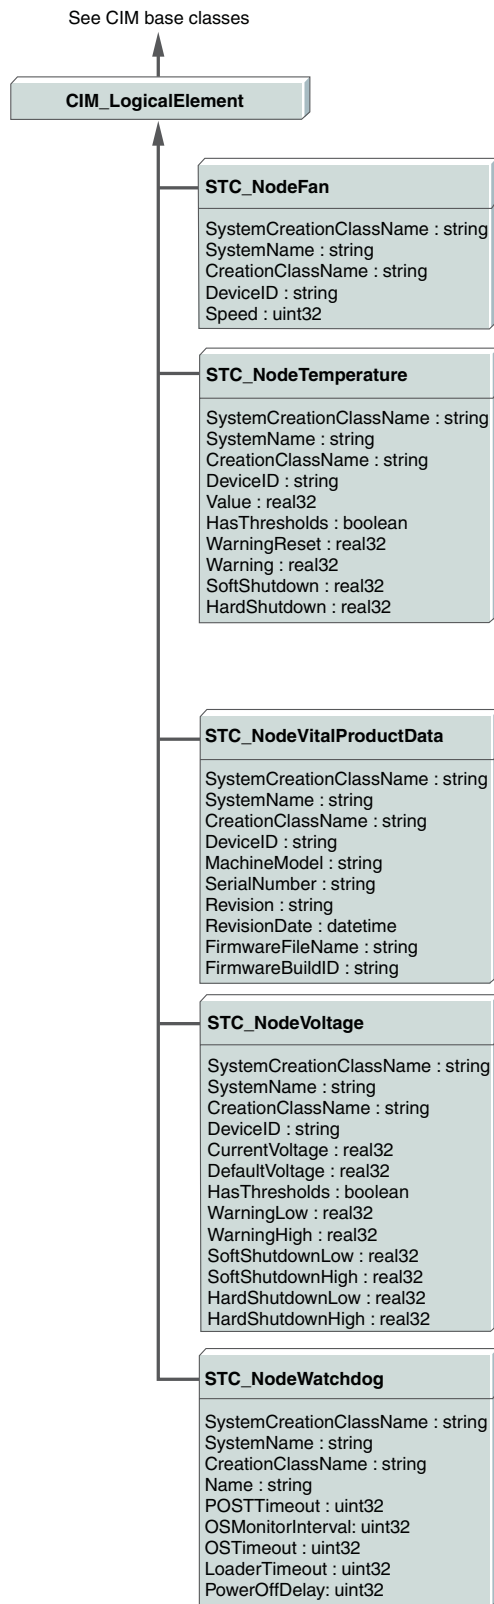 See CIM base classes
CIM_LogicalElement
STC_NodeFan
SystemCreationClassName : string
SystemName : string
CreationClassName : string
DeviceID : string
Speed : uint32
STC_NodeTemperature
SystemCreationClassName : string
SystemName : string
CreationClassName : string
DeviceID : string
Value : real32
HasThresholds : boolean
WarningReset : real32
Warning : real32
SoftShutdown : real32
HardShutdown : real32
STC_NodeVitalProductData
SystemCreationClassName : string
SystemName : string
CreationClassName : string
DeviceID : string
MachineModel : string
SerialNumber : string
Revision : string
RevisionDate : datetime
FirmwareFileName : string
FirmwareBuildID : string
STC_NodeVoltage
SystemCreationClassName : string
SystemName : string
CreationClassName : string
DeviceID : string
CurrentVoltage : real32
DefaultVoltage : real32
HasThresholds : boolean
WarningLow : real32
WarningHigh : real32
SoftShutdownLow : real32
SoftShutdownHigh : real32
HardShutdownLow : real32
HardShutdownHigh : real32
STC_NodeWatchdog
SystemCreationClassName : string
SystemName : string
CreationClassName : string
Name : string
POSTTimeout : uint32
OSMonitorInterval: uint32
OSTimeout : uint32
LoaderTimeout : uint32
PowerOffDelay: uint32